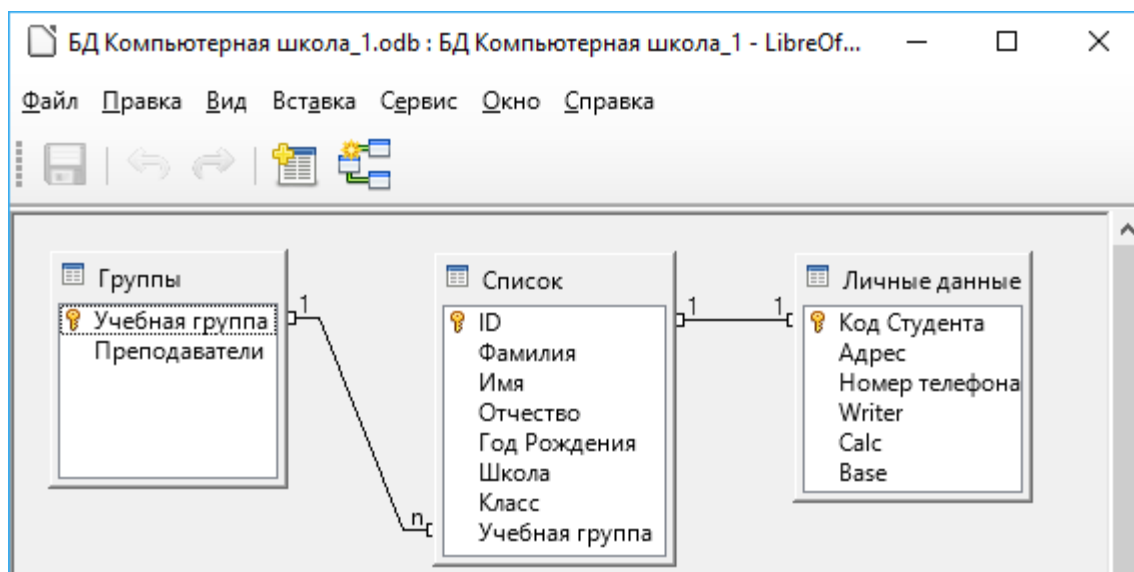 БД Компьютерная школа_1.odb : БД Компьютерная школа_1 - LibreOf...
Файл Правка Вид Вставка Сервис Окно Справка
Группы
Учебная группа
Преподаватели
1
n
Список
ID
Фамилия
Имя
Отчество
Год Рождения
Школа
Класс
Учебная группа
1
1
Личные данные
Код Студента
Адрес
Номер телефона
Writer
Calc
Base